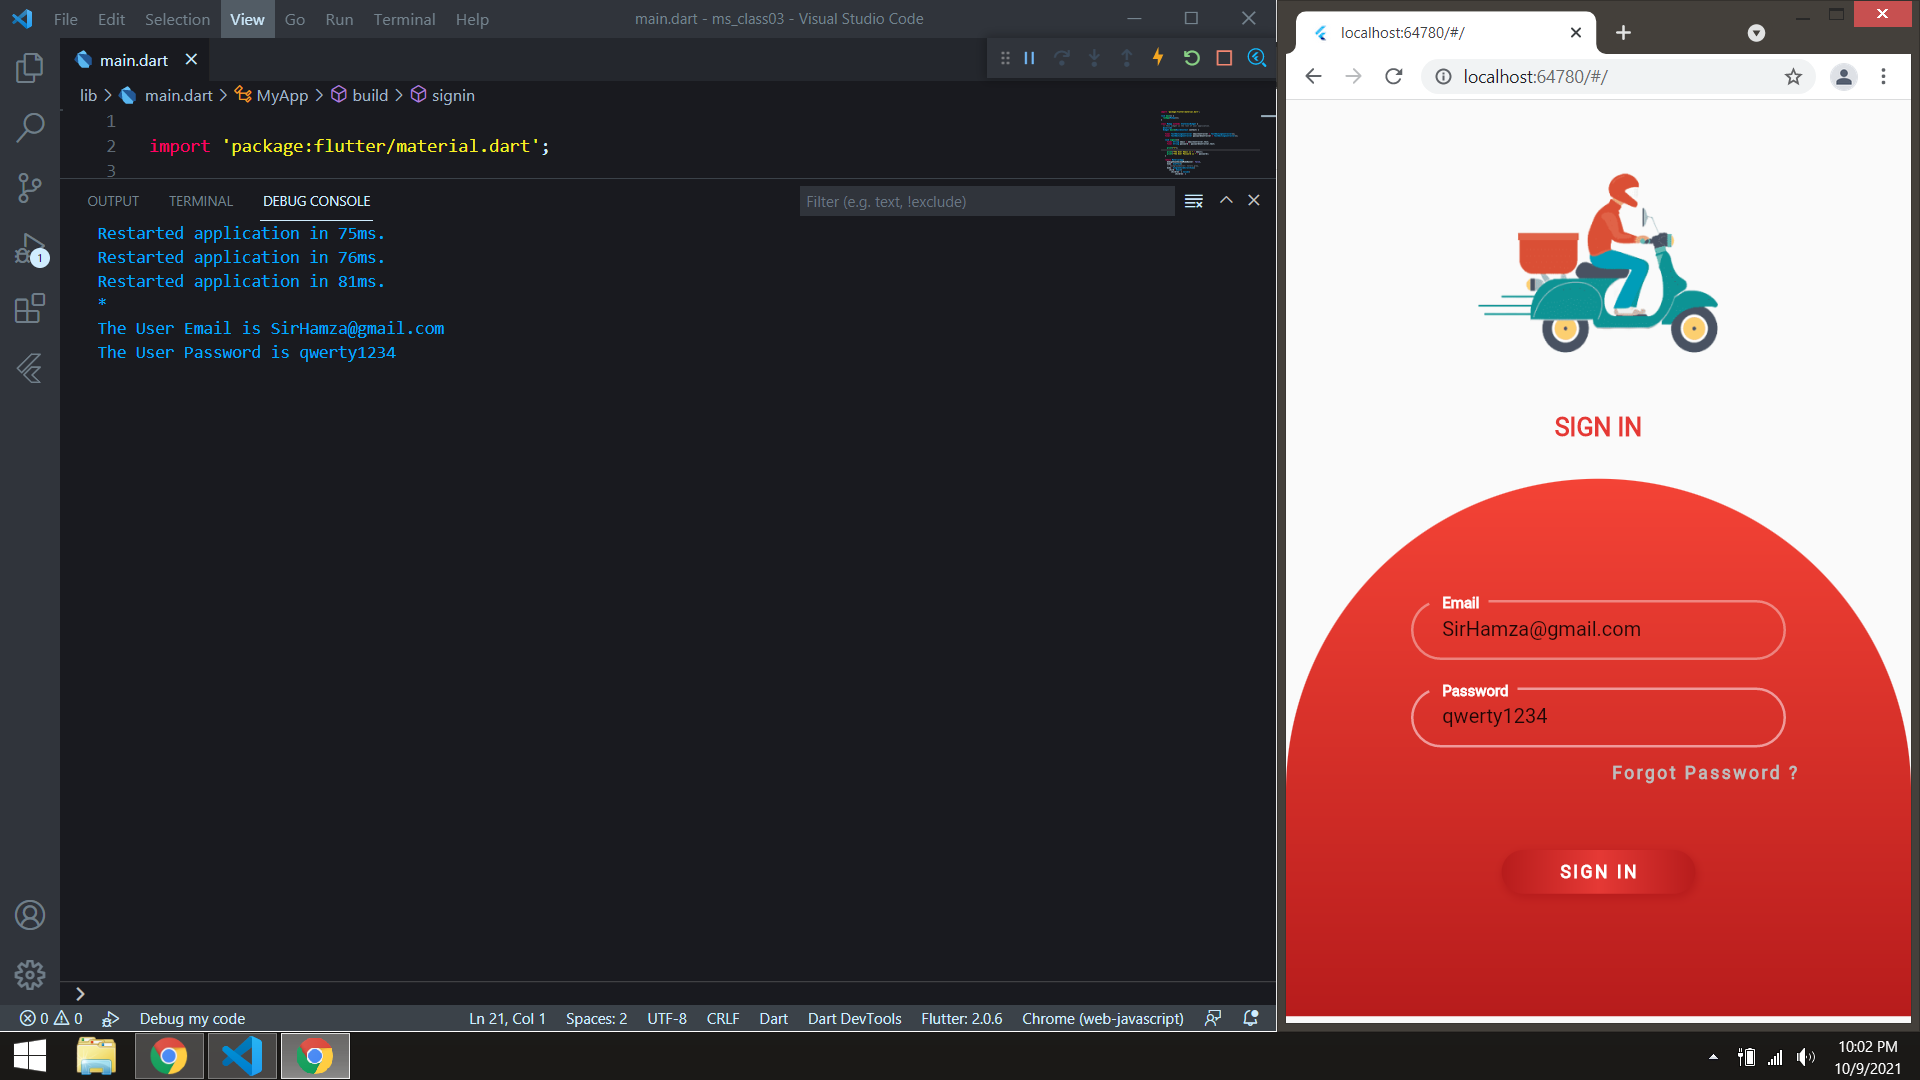 File Edit Selection View Go Run Terminal Help
main.dart - ms_class03 - Visual Studio Code
main.dart
lib > main.dart > MyApp > build > signin
1
2 import 'package:flutter/material.dart';
3
OUTPUT TERMINAL DEBUG CONSOLE
Filter (e.g. text, !exclude)
Restarted application in 75ms.
Restarted application in 76ms.
Restarted application in 81ms.
*
The User Email is SirHamza@gmail.com
The User Password is qwerty1234
1
>
0 0 Debug my code
Ln 21, Col 1 Spaces: 2 UTF-8 CRLF Dart Dart DevTools Flutter: 2.0.6 Chrome (web-javascript)
localhost:64780/#/
localhost:64780/#/
SIGN IN
Email
SirHamza@gmail.com
Password
qwerty1234
Forgot Password ?
SIGN IN
10:02 PM
10/9/2021